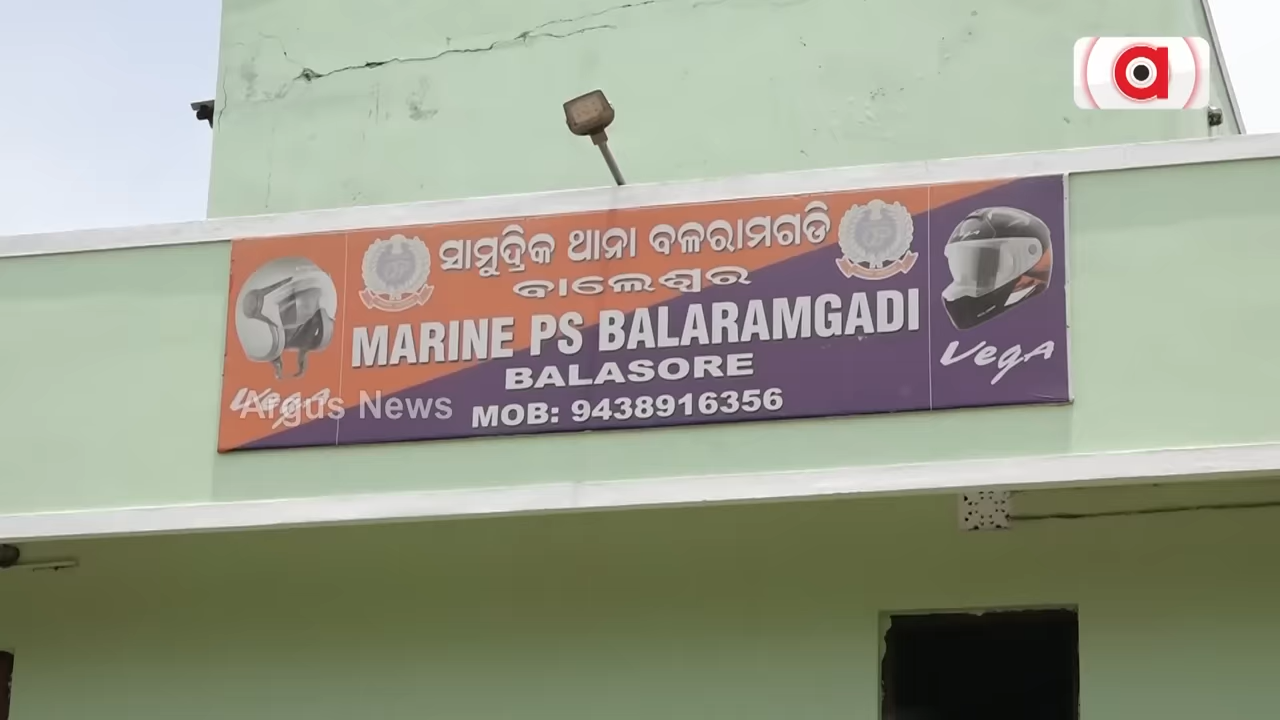 a
ସାମୁଦ୍ରିକ ଥାନା ବଳରାମଗଡି
ବାଲେଶ୍ୱର
MARINE PS BALARAMGADI
BALASORE
MOB: 9438916356
Vega
Vega
Argus News